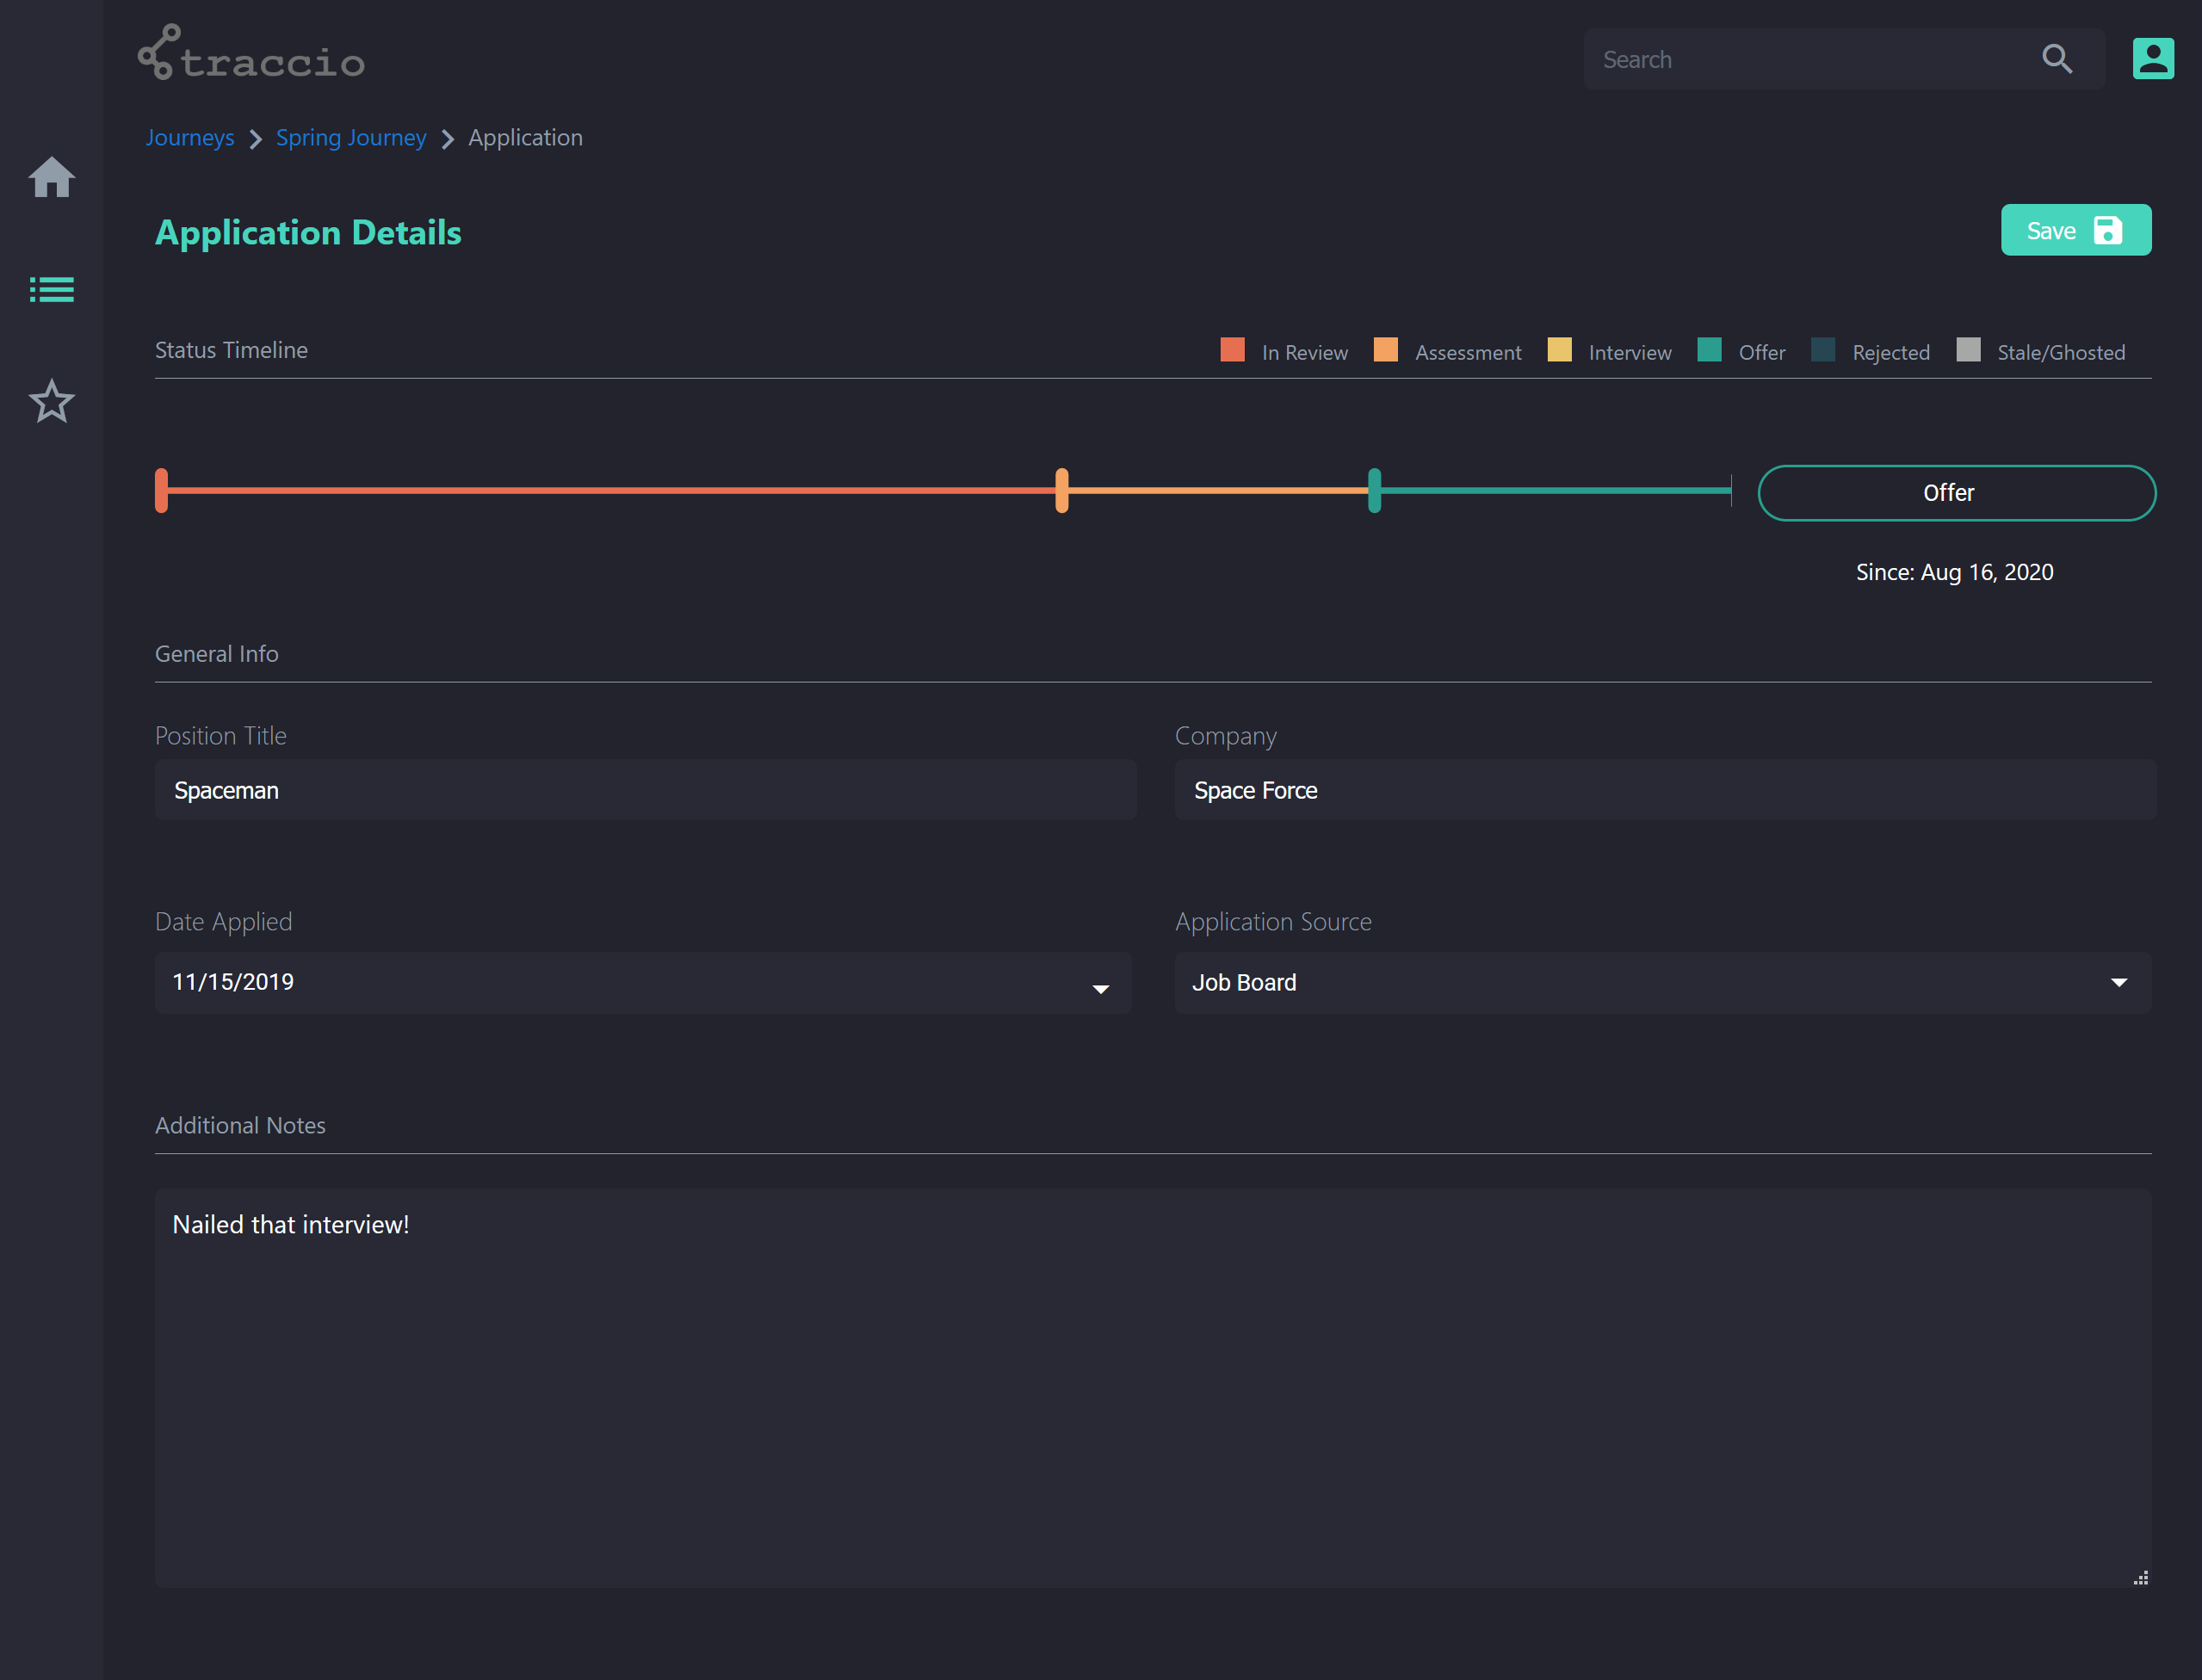 traccio
Search
Journeys Spring Journey Application
Application Details
Save
Status Timeline
In Review Assessment Interview Offer Rejected Stale/Ghosted
Offer
Since: Aug 16, 2020
General Info
Position Title Company
Spaceman Space Force
Date Applied Application Source
11/15/2019 Job Board
Additional Notes
Nailed that interview!